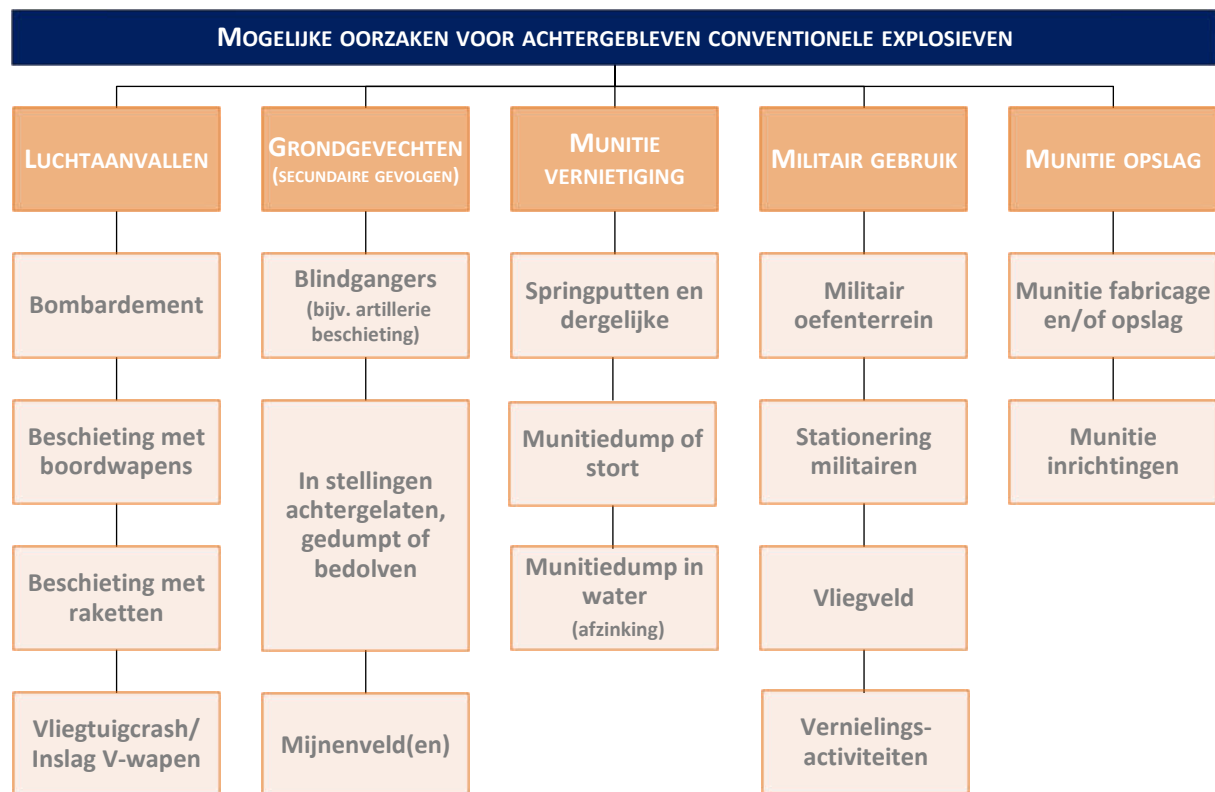 MOGELIJKE OORZAKEN VOOR ACHTERGEBLEVEN CONVENTIONELE EXPLOSIEVEN
LUCHTAANVALLEN
Bombardement
Beschieting met
boordwapens
Beschieting met
raketten
Vliegtuigcrash/
Inslag V-wapen
GRONDGEVECHTEN
(SECUNDAIRE GEVOLGEN)
Blindgangers
(bijv. artillerie
beschieting)
In stellingen
achtergelaten,
gedumpt of
bedolven
Mijnenveld(en)
MUNITIE
VERNIETIGING
Springputten en
dergelijke
Munitiedump of
stort
Munitiedump in
water
(afzinking)
MILITAIR GEBRUIK
Militair
oefenterrein
Stationering
militairen
Vliegveld
Vernielings-
activiteiten
MUNITIE OPSLAG
Munitie fabricage
en/of opslag
Munitie
inrichtingen